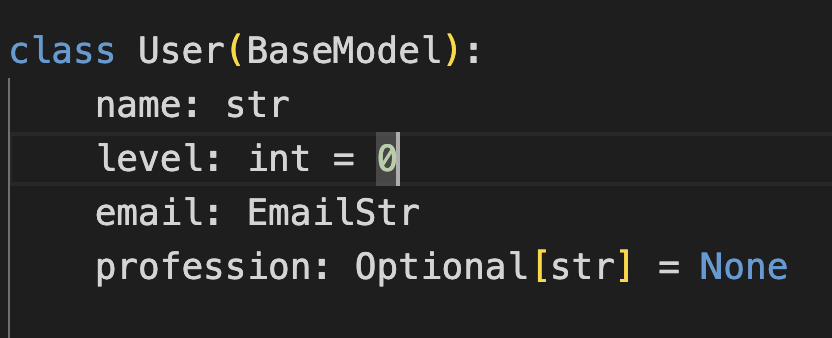 class User(BaseModel):
    name: str
    level: int = 0
    email: EmailStr
    profession: Optional[str] = None